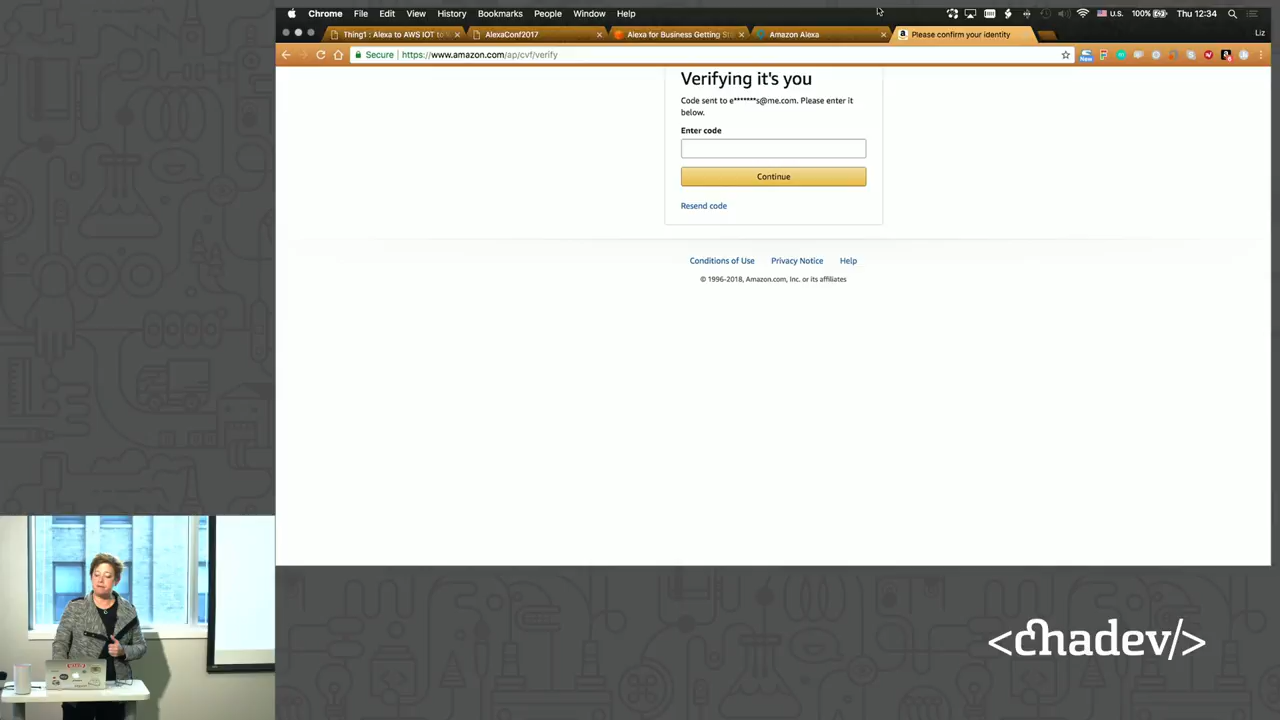 Chrome File Edit View History Bookmarks People Window Help U.S. 100% Thu 12:34
Thing1 : Alexa to AWS IOT to AlexaConf2017 Alexa for Business Getting St Amazon Alexa Please confirm your identity Liz
Secure https://www.amazon.com/ap/cvf/verify New
Verifying it's you
Code sent to e*******s@me.com. Please enter it
below.
Enter code
Continue
Resend code
Conditions of Use Privacy Notice Help
© 1996-2018, Amazon.com, Inc. or its affiliates
<chadev/>